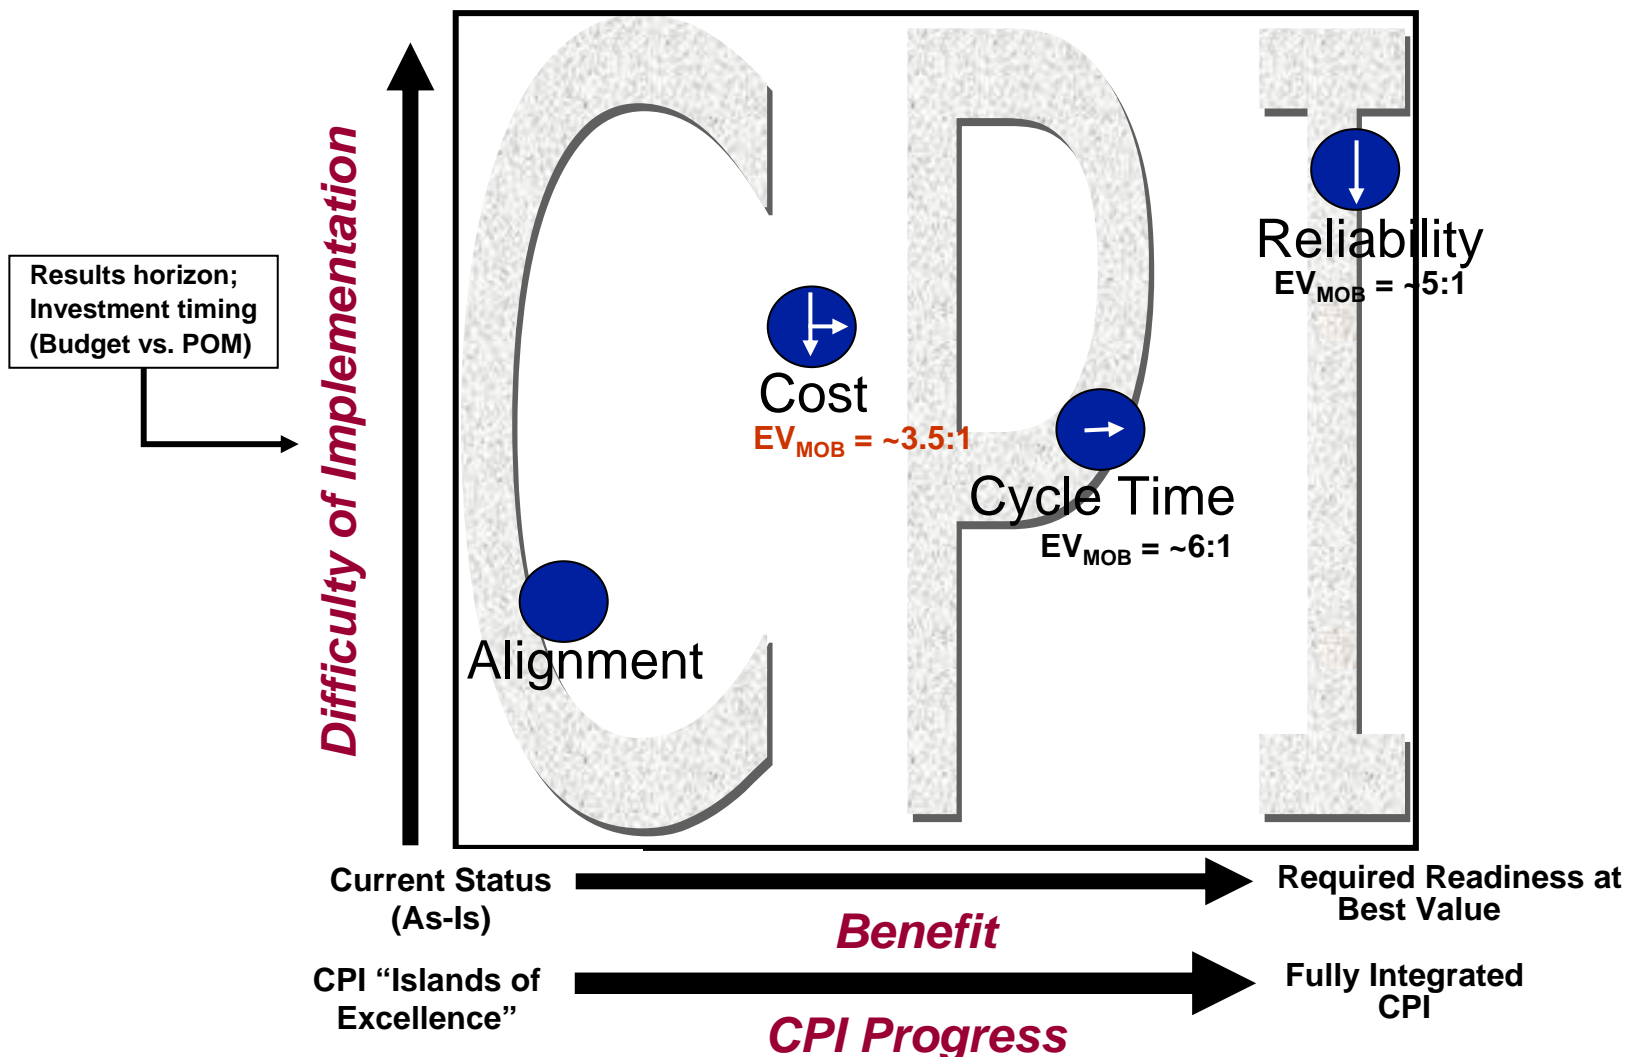 CPI
Difficulty of Implementation
Results horizon;
Investment timing
(Budget vs. POM)
Reliability
EVMOB = ~5:1
Cost
EVMOB = ~3.5:1
Cycle Time
EVMOB = ~6:1
Alignment
Current Status
(As-Is)
Benefit
Required Readiness at
Best Value
CPI “Islands of
Excellence”
CPI Progress
Fully Integrated
CPI